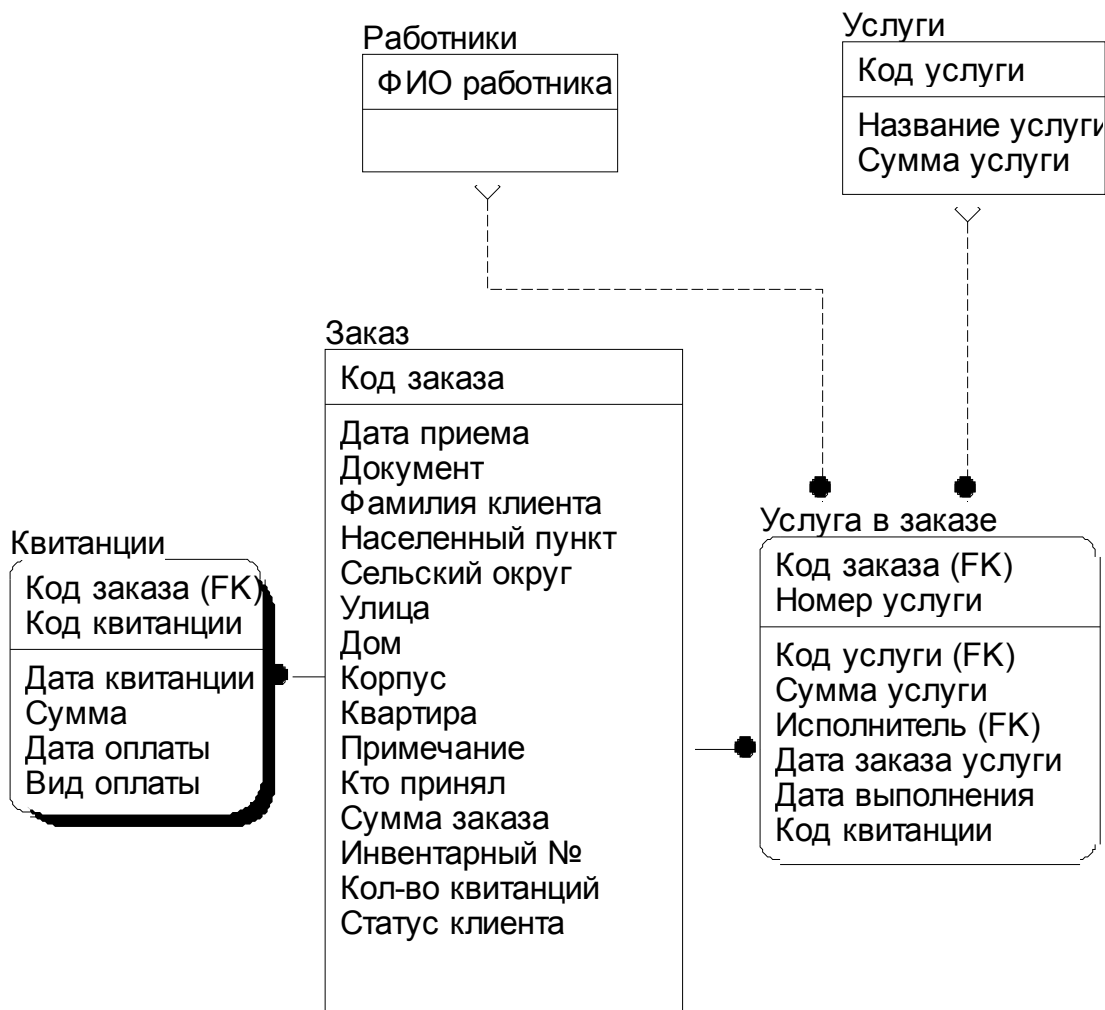 Работники
ФИО работника
Услуги
Код услуги
Название услуги
Сумма услуги
Заказ
Код заказа
Дата приема
Документ
Фамилия клиента
Населенный пункт
Сельский округ
Улица
Дом
Корпус
Квартира
Примечание
Кто принял
Сумма заказа
Инвентарный №
Кол-во квитанций
Статус клиента
Квитанции
Код заказа (FK)
Код квитанции
Дата квитанции
Сумма
Дата оплаты
Вид оплаты
Услуга в заказе
Код заказа (FK)
Номер услуги
Код услуги (FK)
Сумма услуги
Исполнитель (FK)
Дата заказа услуги
Дата выполнения
Код квитанции